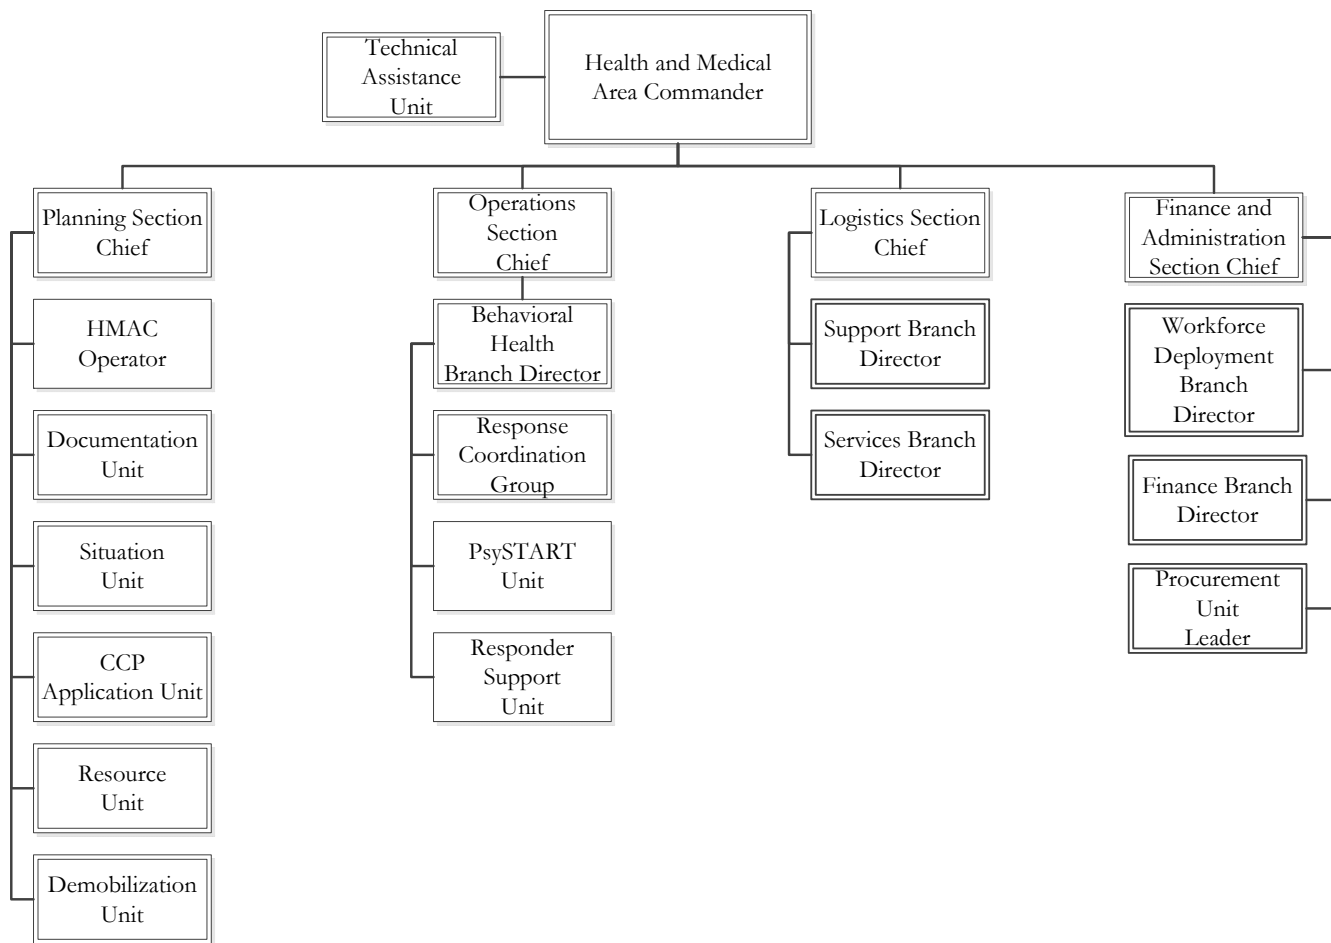 Technical
Assistance
Unit
Health and Medical
Area Commander
Planning Section
Chief
HMAC
Operator
Documentation
Unit
Situation
Unit
CCP
Application Unit
Resource
Unit
Demobilization
Unit
Operations
Section
Chief
Behavioral
Health
Branch Director
Response
Coordination
Group
PsySTART
Unit
Responder
Support
Unit
Logistics Section
Chief
Support Branch
Director
Services Branch
Director
Finance and
Administration
Section Chief
Workforce
Deployment
Branch
Director
Finance Branch
Director
Procurement
Unit
Leader